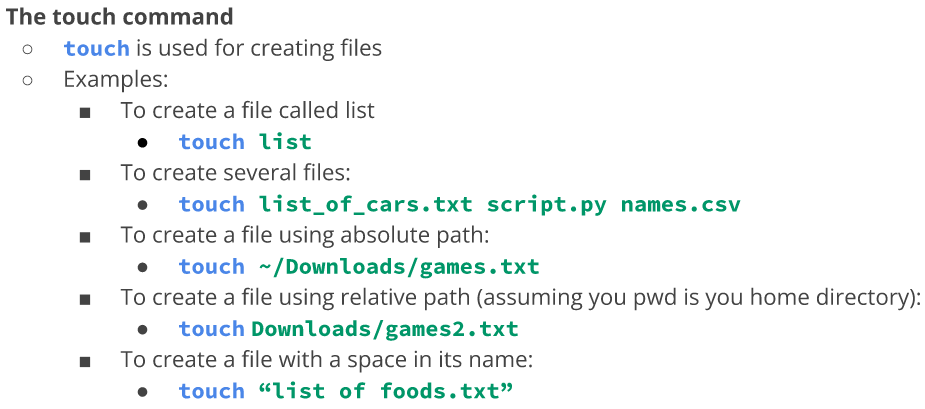 The touch command
○ touch is used for creating files
○ Examples:
■ To create a file called list
● touch list
■ To create several files:
● touch list_of_cars.txt script.py names.csv
■ To create a file using absolute path:
● touch ~/Downloads/games.txt
■ To create a file using relative path (assuming you pwd is you home directory):
● touch Downloads/games2.txt
■ To create a file with a space in its name:
● touch “list of foods.txt”